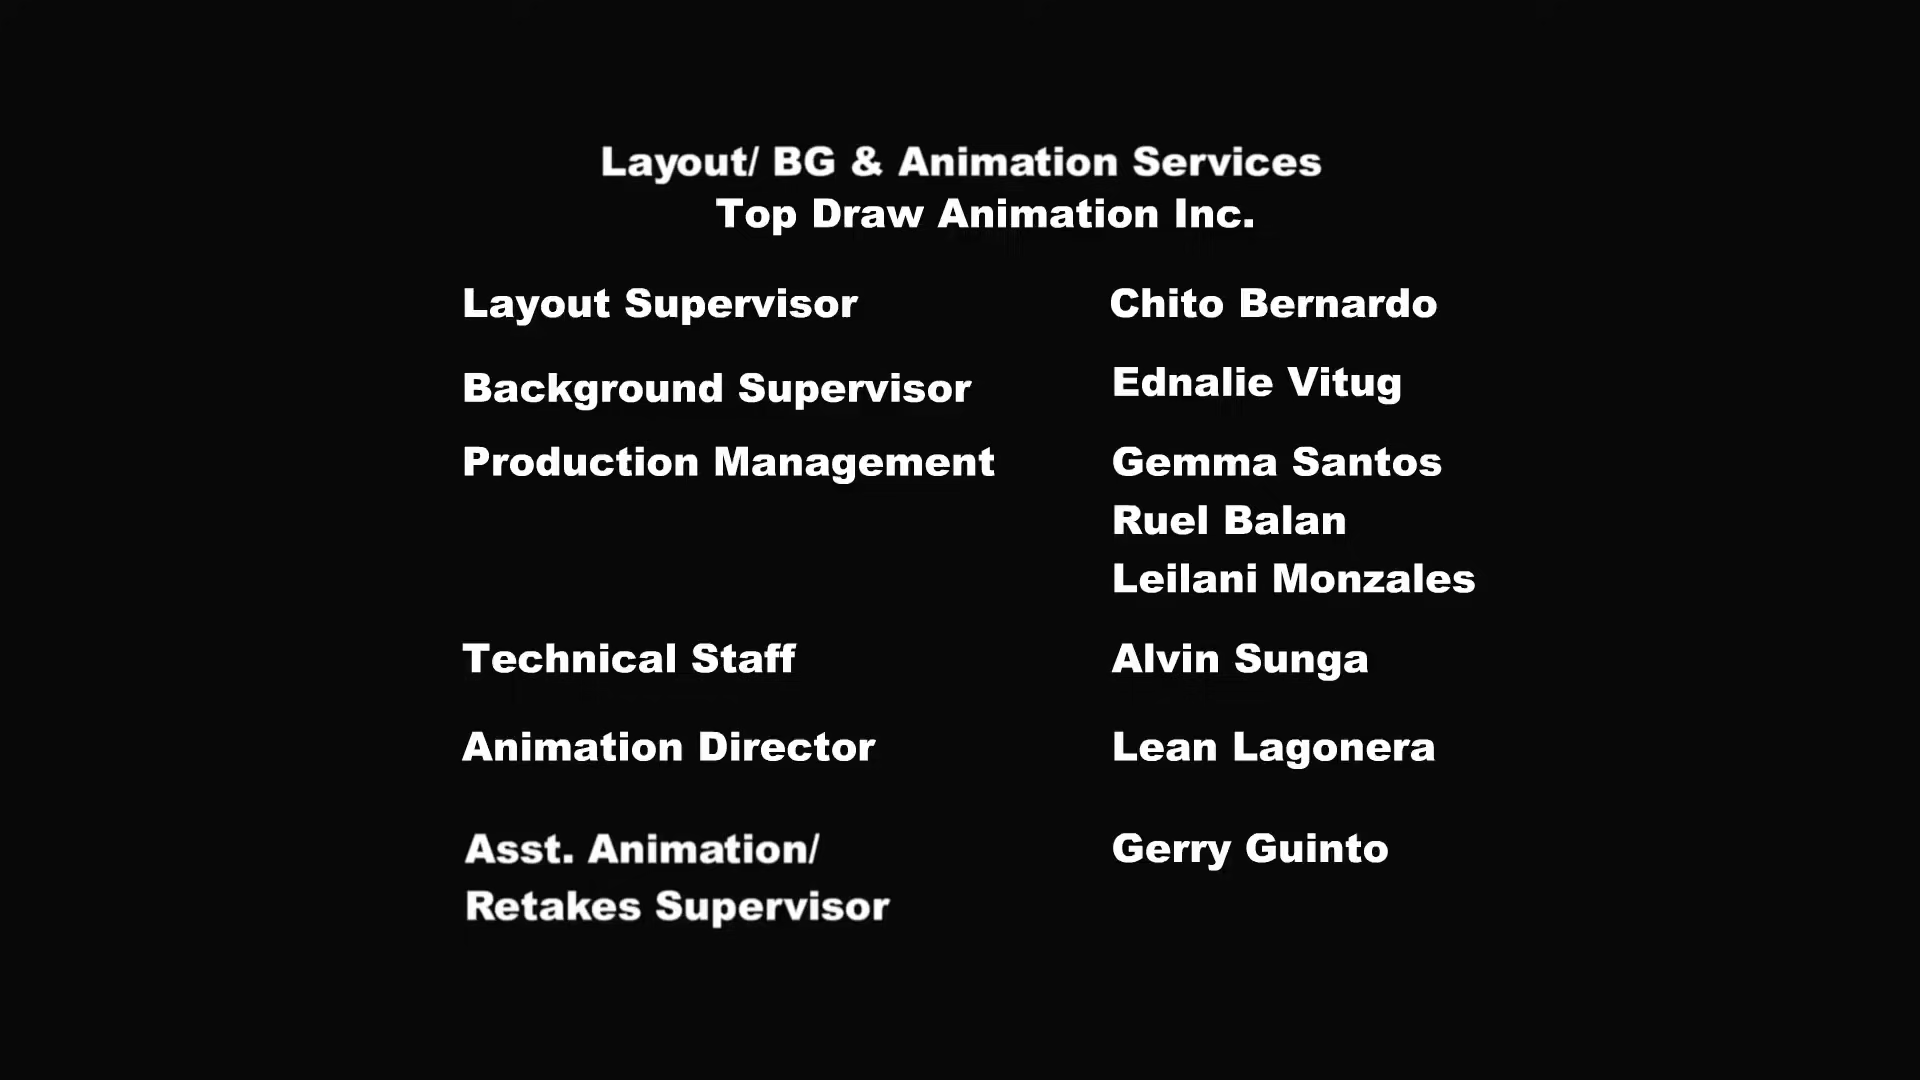 Layout/ BG & Animation Services
Top Draw Animation Inc.
Layout Supervisor Chito Bernardo
Background Supervisor Ednalie Vitug
Production Management Gemma Santos
Ruel Balan
Leilani Monzales
Technical Staff Alvin Sunga
Animation Director Lean Lagonera
Asst. Animation/ Gerry Guinto
Retakes Supervisor